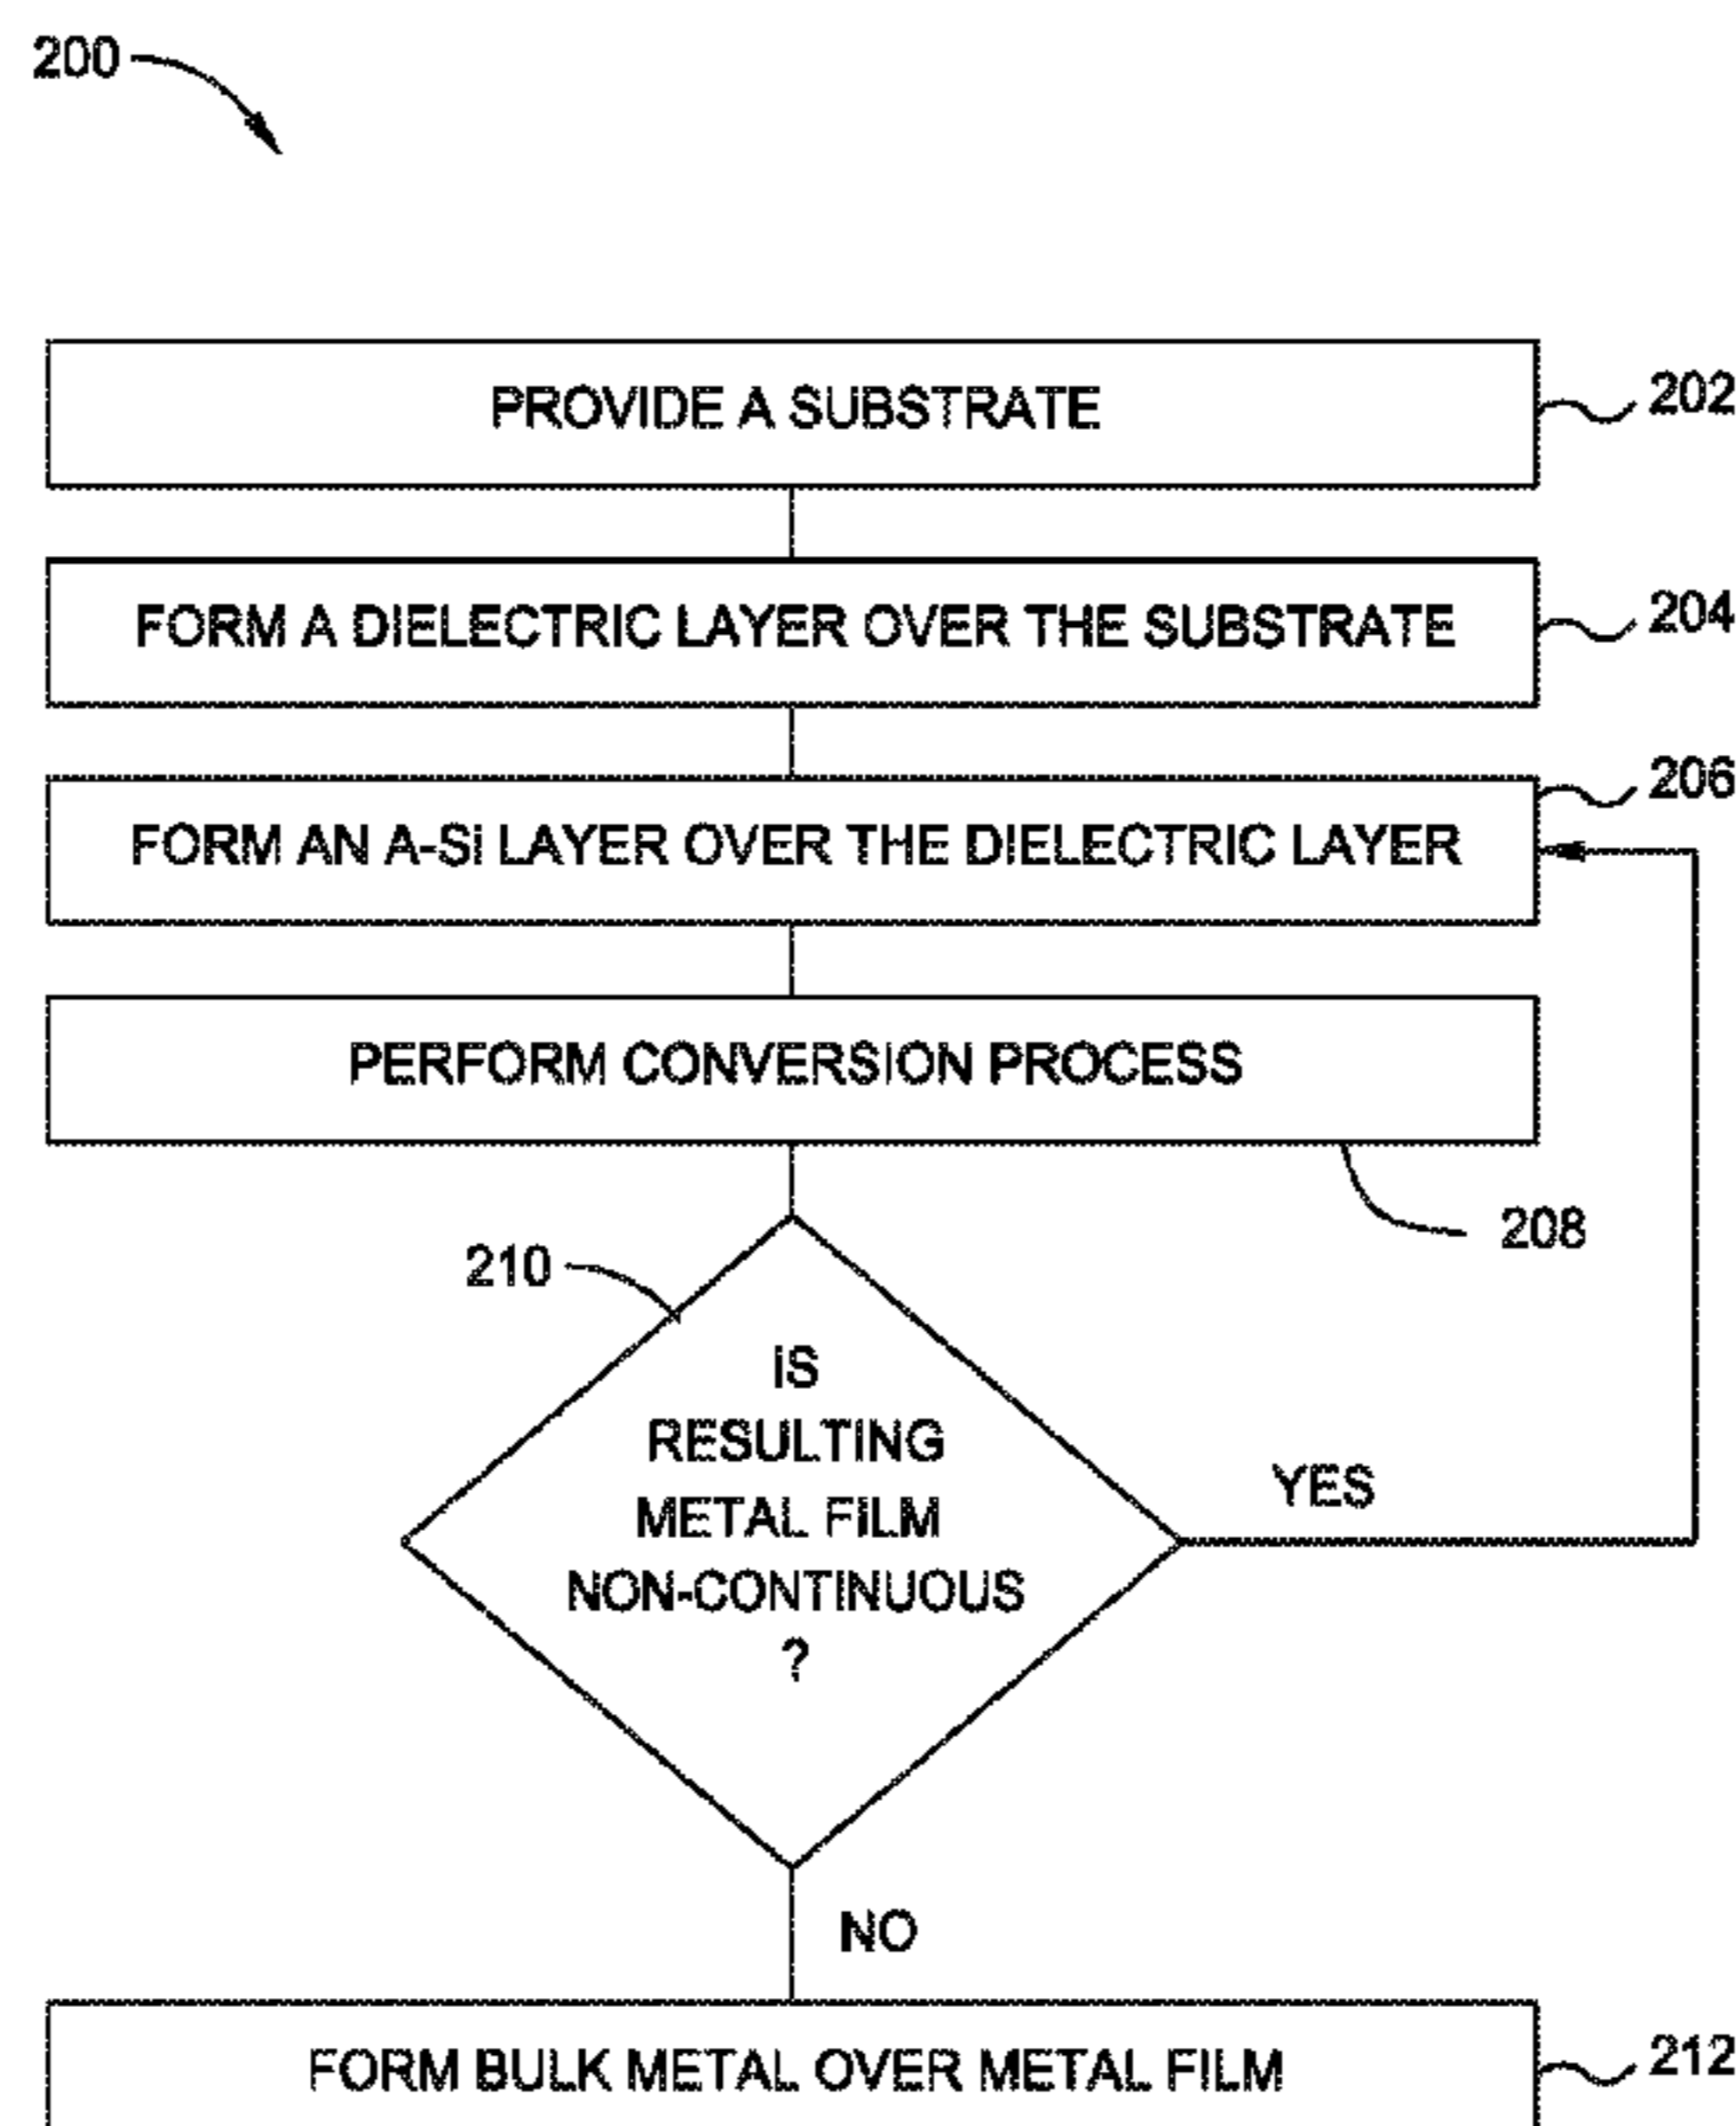 200
PROVIDE A SUBSTRATE
202
FORM A DIELECTRIC LAYER OVER THE SUBSTRATE
204
206
FORM AN A-Si LAYER OVER THE DIELECTRIC LAYER
PERFORM CONVERSION PROCESS
208
210
IS
RESULTING
METAL FILM
NON-CONTINUOUS
?
YES
NO
FORM BULK METAL OVER METAL FILM
212